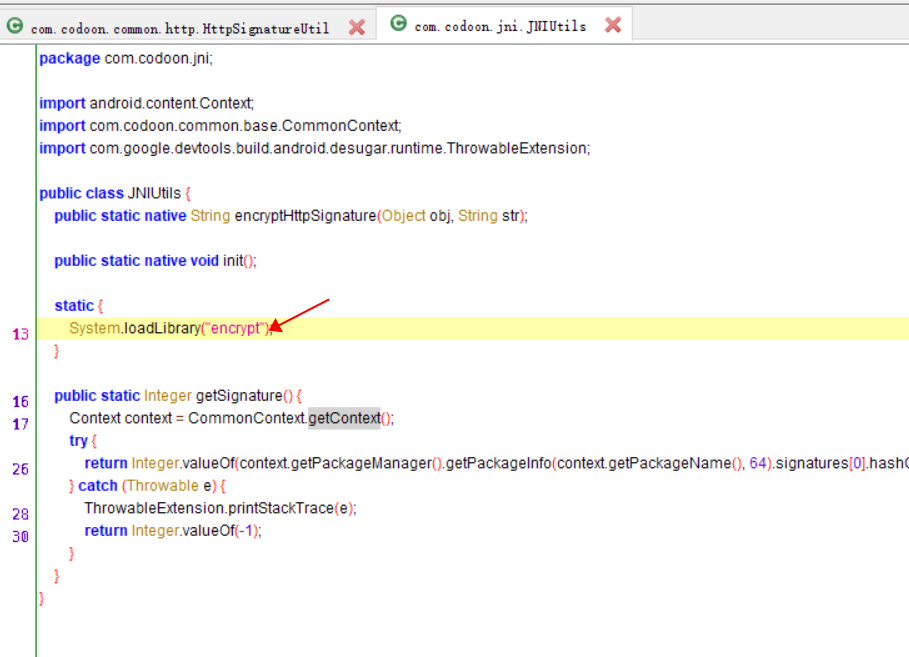 com.codoon.common.http.HttpSignatureUtil com.codoon.jni.JNIUtils
package com.codoon.jni;
import android.content.Context;
import com.codoon.common.base.CommonContext;
import com.google.devtools.build.android.desugar.runtime.ThrowableExtension;
public class JNIUtils {
public static native String encryptHttpSignature(Object obj, String str);
public static native void init();
static {
13 System.loadLibrary("encrypt");
}
16 public static Integer getSignature() {
17 Context context = CommonContext.getContext();
try {
26 return Integer.valueOf(context.getPackageManager().getPackageInfo(context.getPackageName(), 64).signatures[0].hash
} catch (Throwable e) {
28 ThrowableExtension.printStackTrace(e);
30 return Integer.valueOf(-1);
}
}
}